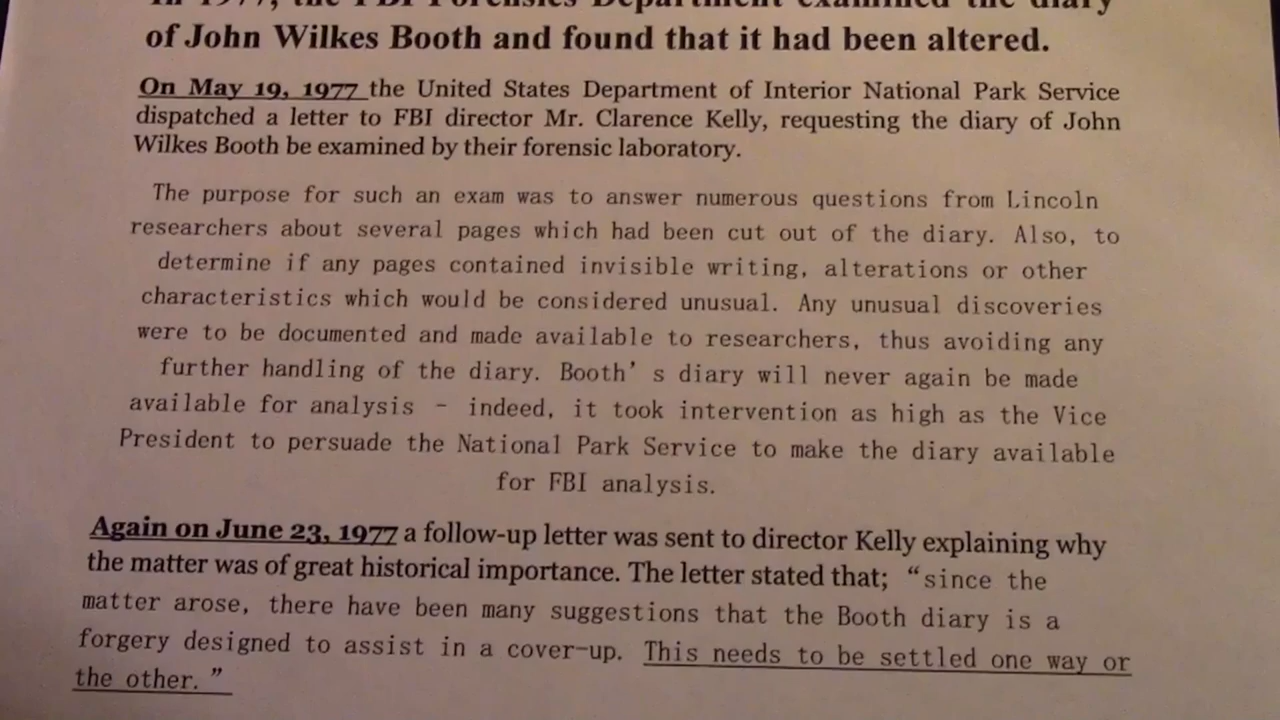 In 1977, the FBI Forensics Department examined the diary
of John Wilkes Booth and found that it had been altered.
On May 19, 1977 the United States Department of Interior National Park Service
dispatched a letter to FBI director Mr. Clarence Kelly, requesting the diary of John
Wilkes Booth be examined by their forensic laboratory.
The purpose for such an exam was to answer numerous questions from Lincoln
researchers about several pages which had been cut out of the diary. Also, to
determine if any pages contained invisible writing, alterations or other
characteristics which would be considered unusual. Any unusual discoveries
were to be documented and made available to researchers, thus avoiding any
further handling of the diary. Booth’s diary will never again be made
available for analysis – indeed, it took intervention as high as the Vice
President to persuade the National Park Service to make the diary available
for FBI analysis.
Again on June 23, 1977 a follow-up letter was sent to director Kelly explaining why
the matter was of great historical importance. The letter stated that; “since the
matter arose, there have been many suggestions that the Booth diary is a
forgery designed to assist in a cover-up. This needs to be settled one way or
the other.”